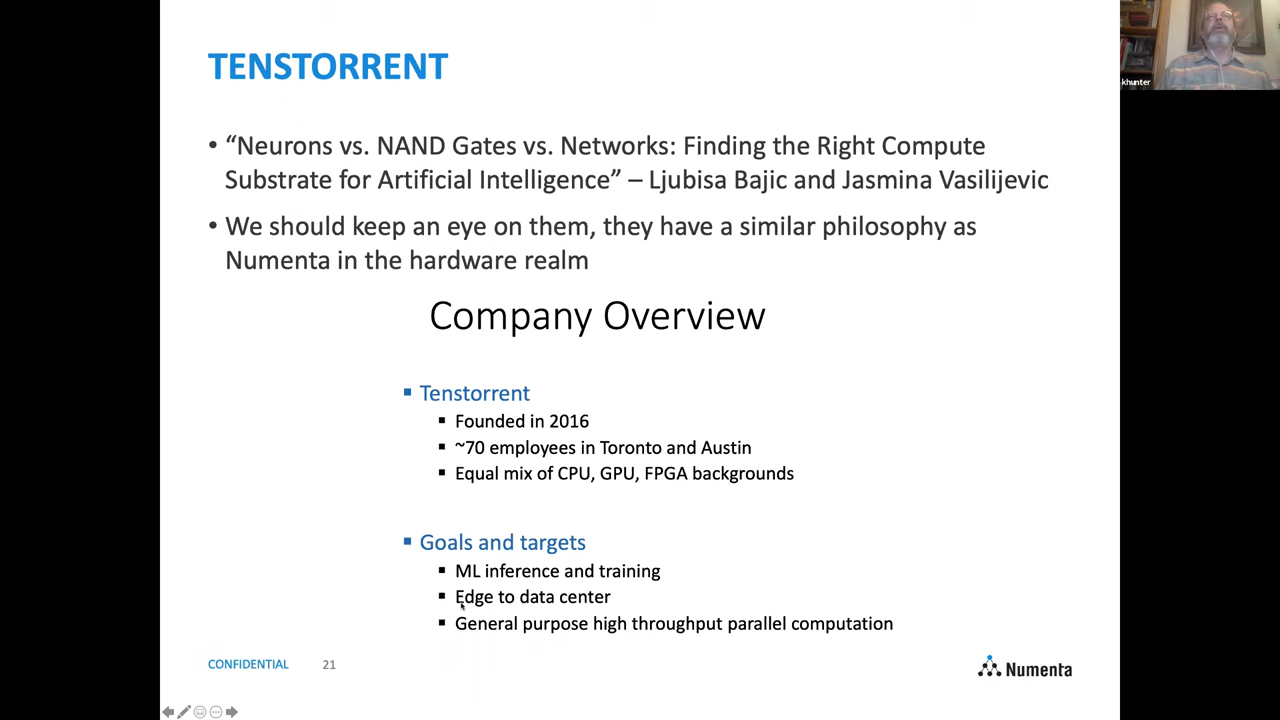 TENSTORRENT
• “Neurons vs. NAND Gates vs. Networks: Finding the Right Compute
Substrate for Artificial Intelligence” – Ljubisa Bajic and Jasmina Vasilijevic
• We should keep an eye on them, they have a similar philosophy as
Numenta in the hardware realm
Company Overview
▪ Tenstorrent
▪ Founded in 2016
▪ ~70 employees in Toronto and Austin
▪ Equal mix of CPU, GPU, FPGA backgrounds
▪ Goals and targets
▪ ML inference and training
▪ Edge to data center
▪ General purpose high throughput parallel computation
CONFIDENTIAL 21
Numenta
khunter